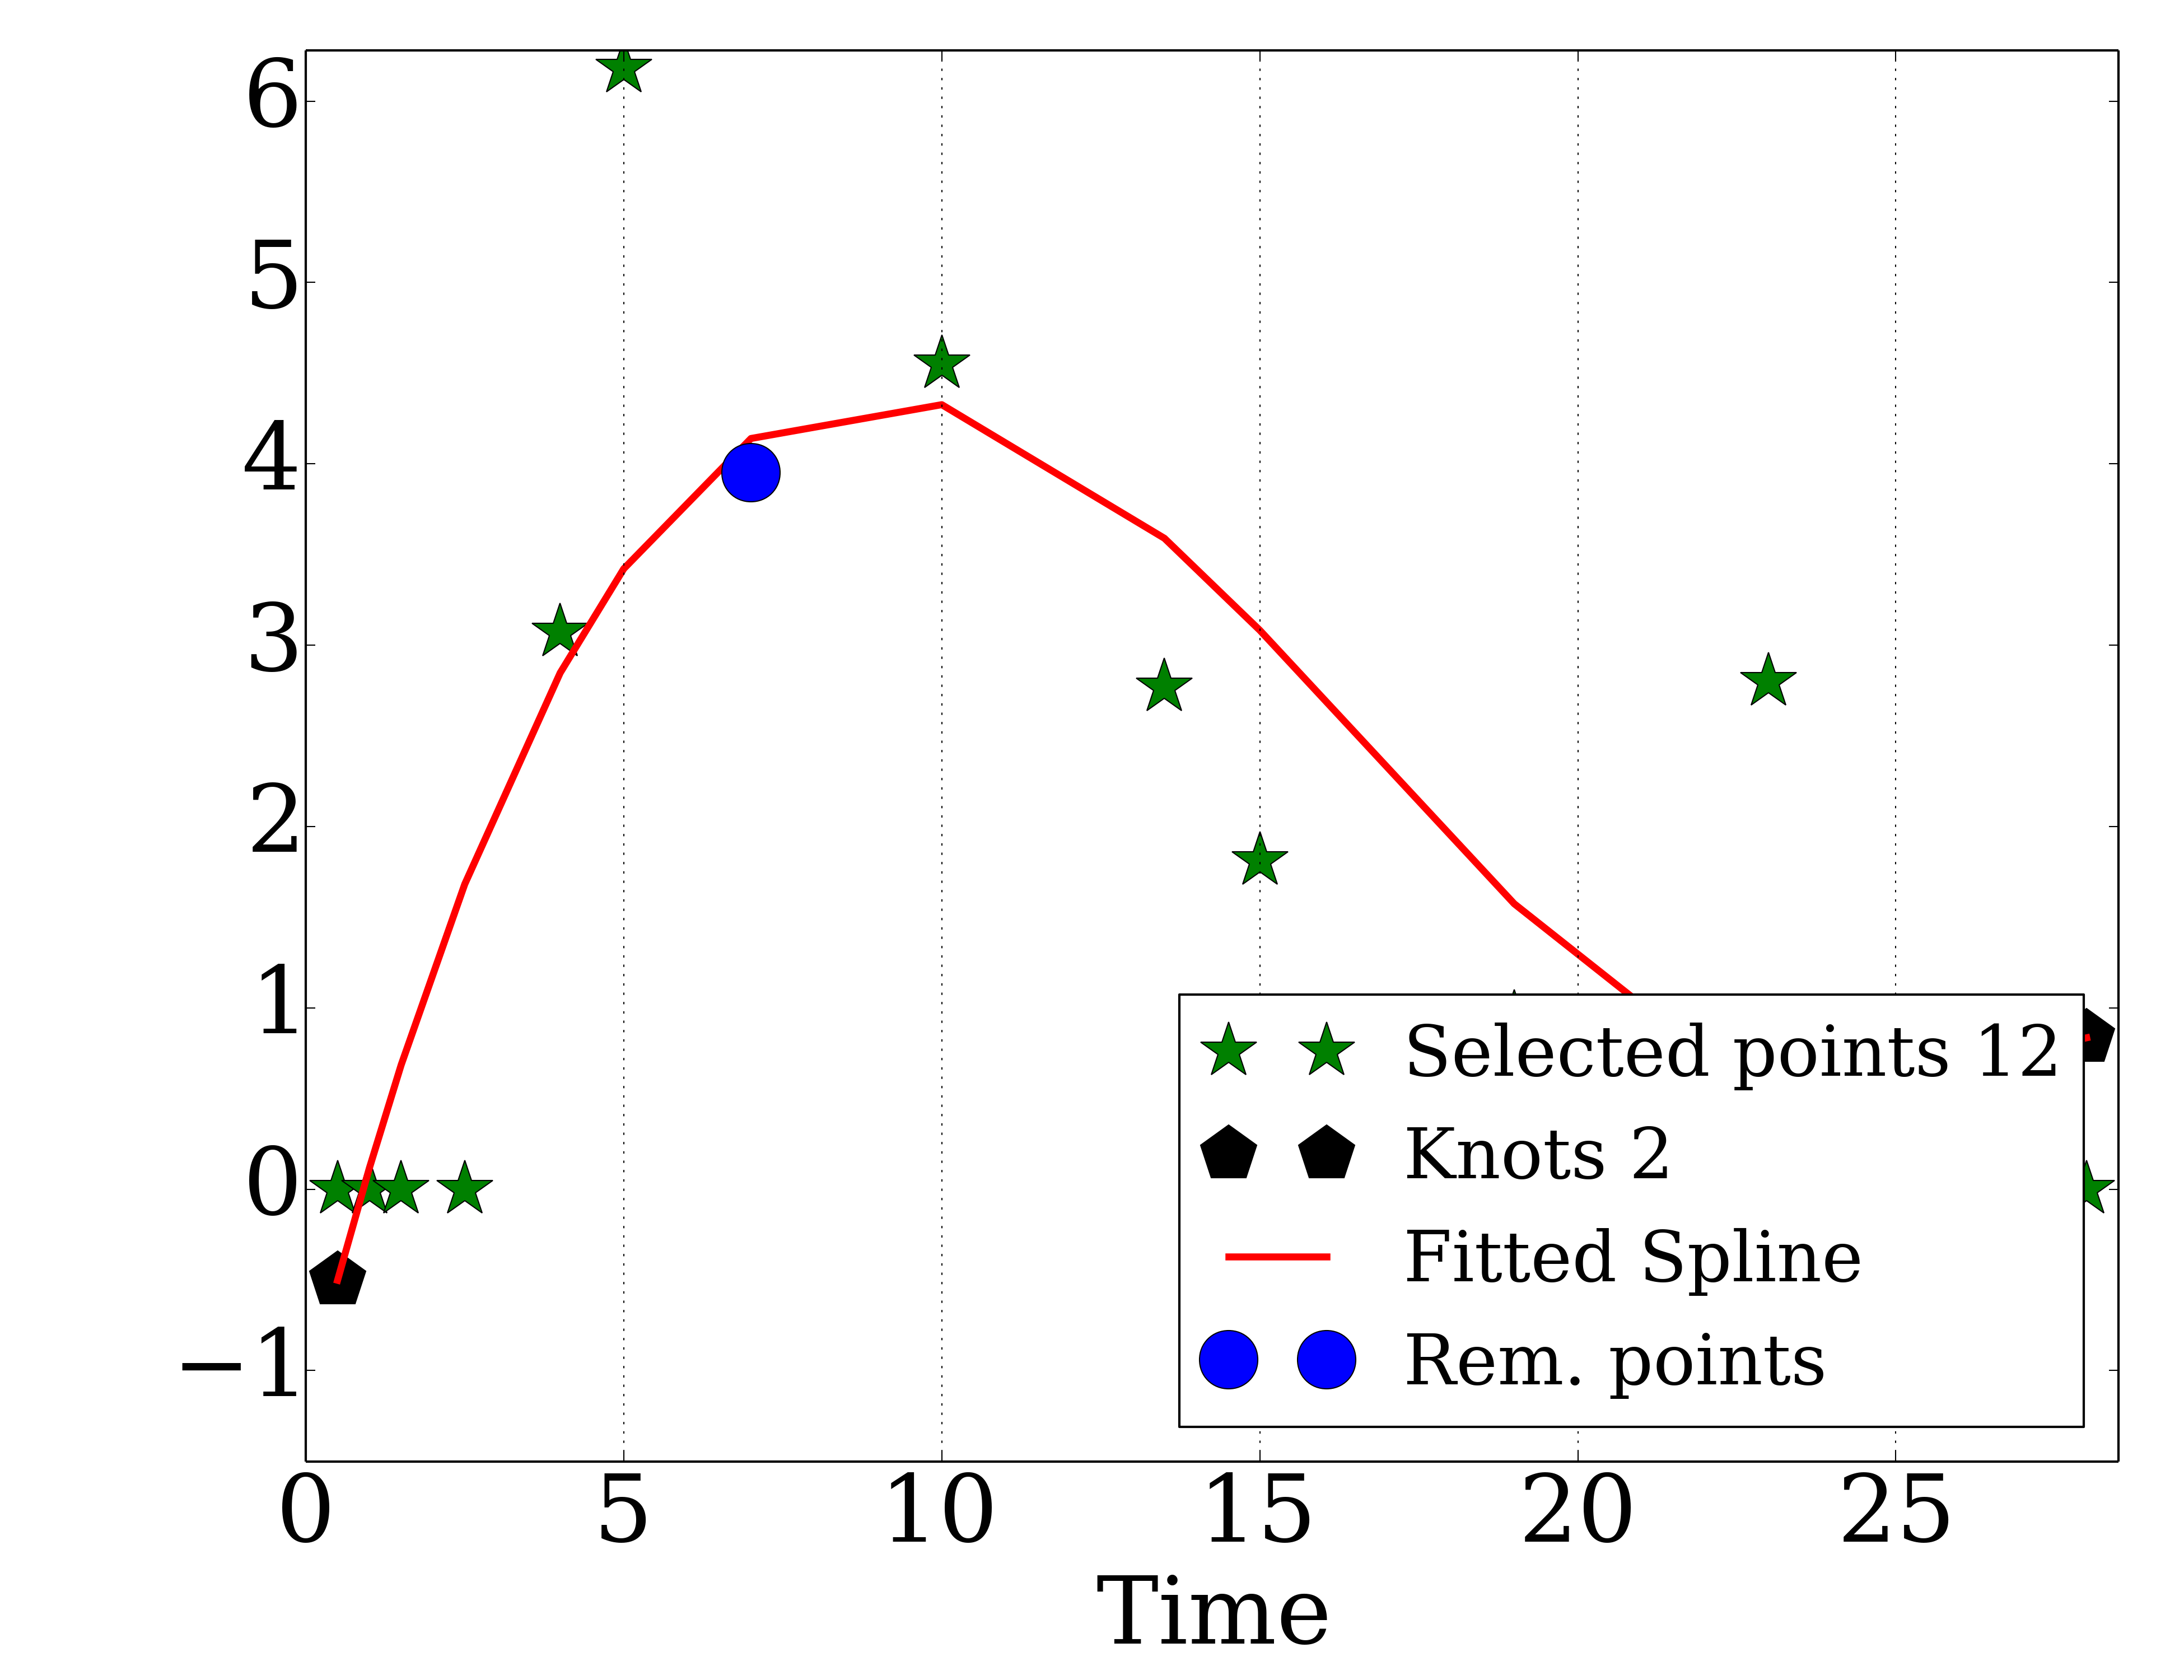 6
5
4
3
2
1
0
−1
Selected points 12
Knots 2
Fitted Spline
Rem. points
0 5 10 15 20 25
Time